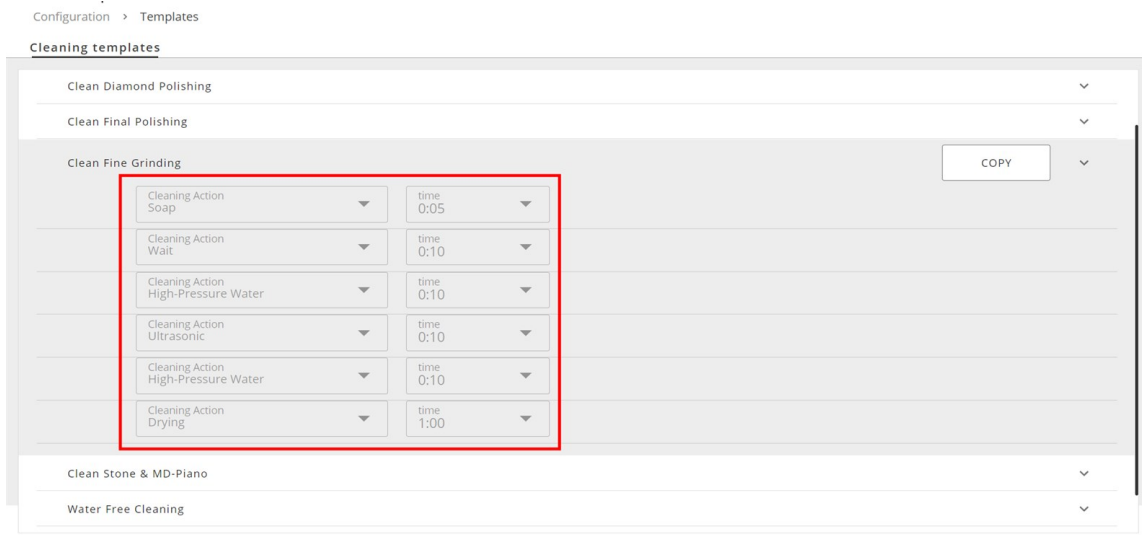 Configuration > Templates
Cleaning templates
Clean Diamond Polishing
Clean Final Polishing
Clean Fine Grinding COPY
Cleaning Action time
Soap 0:05
Cleaning Action time
Wait 0:10
Cleaning Action time
High-Pressure Water 0:10
Cleaning Action time
Ultrasonic 0:10
Cleaning Action time
High-Pressure Water 0:10
Cleaning Action time
Drying 1:00
Clean Stone & MD-Piano
Water Free Cleaning